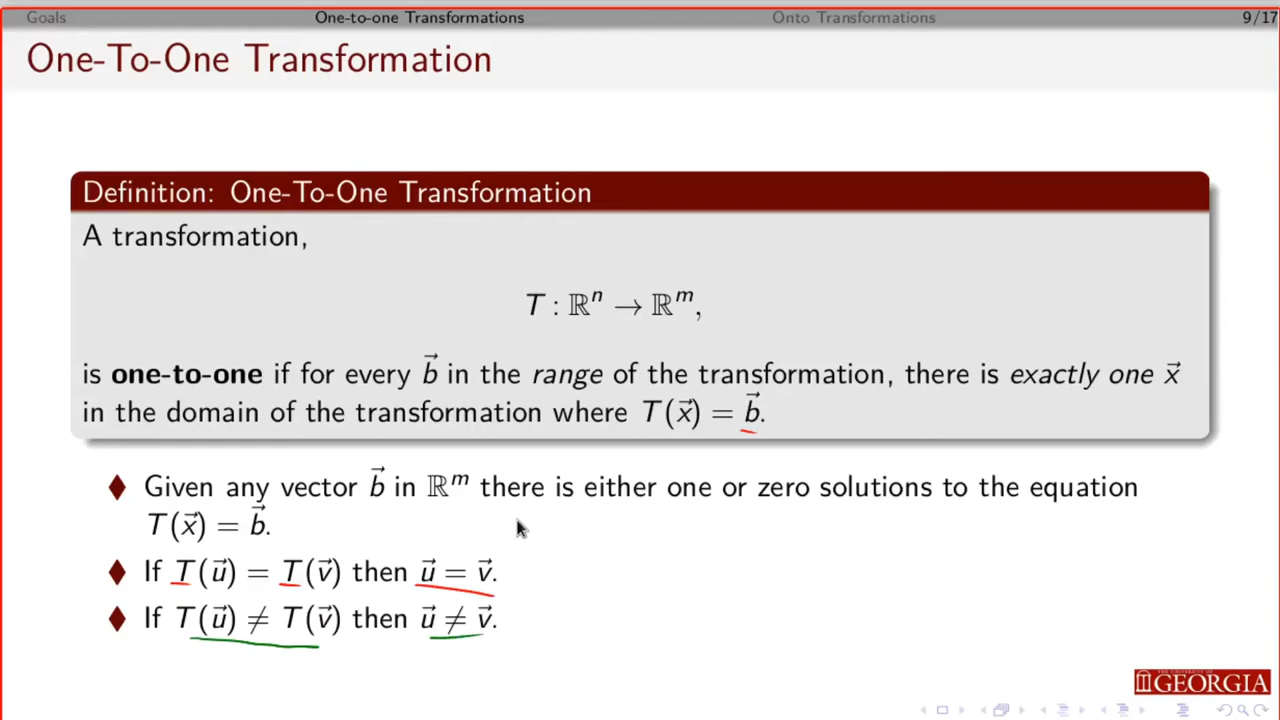 Goals One-to-one Transformations Onto Transformations 9/17
One-To-One Transformation
Definition: One-To-One Transformation
A transformation,
T : ℝⁿ → ℝᵐ,
is one-to-one if for every b⃗ in the range of the transformation, there is exactly one x⃗
in the domain of the transformation where T(x⃗) = b⃗.
♦ Given any vector b⃗ in ℝᵐ there is either one or zero solutions to the equation
T(x⃗) = b⃗.
♦ If T(u⃗) = T(v⃗) then u⃗ = v⃗.
♦ If T(u⃗) ≠ T(v⃗) then u⃗ ≠ v⃗.
THE UNIVERSITY OF
GEORGIA